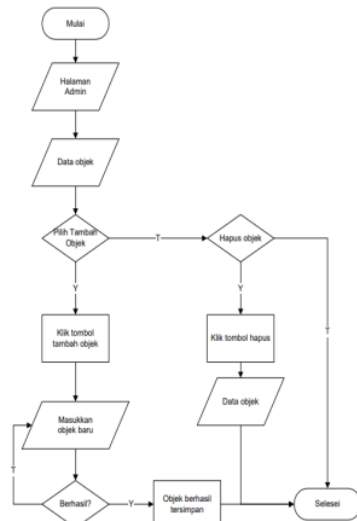 Mulai
Halaman
Admin
Data objek
Pilih Tambah
Objek
T
Hapus objek
Y
Y
T
Klik tombol
tambah objek
Klik tombol hapus
Masukkan
objek baru
Data objek
T
Berhasil?
Y
Objek berhasil
tersimpan
Selesei